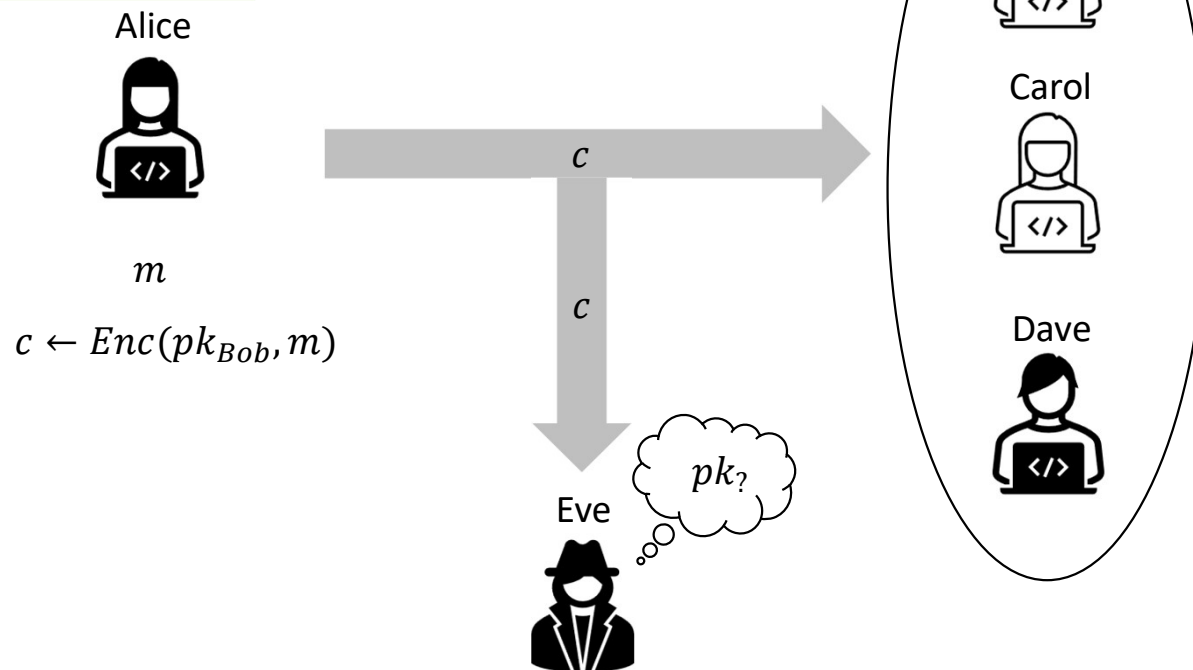 Alice
</>
m
c ← Enc(pk_Bob, m)
c
c
pk_?
Eve
</>
Carol
</>
Dave
</>